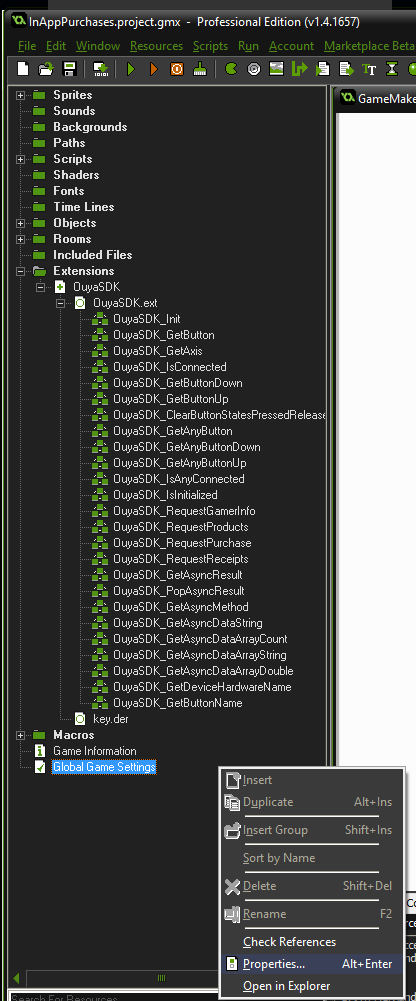 InAppPurchases.project.gmx - Professional Edition (v1.4.1657)
File Edit Window Resources Scripts Run Account Marketplace Beta
GameMake
Sprites
Sounds
Backgrounds
Paths
Scripts
Shaders
Fonts
Time Lines
Objects
Rooms
Included Files
Extensions
OuyaSDK
OuyaSDK.ext
OuyaSDK_Init
OuyaSDK_GetButton
OuyaSDK_GetAxis
OuyaSDK_IsConnected
OuyaSDK_GetButtonDown
OuyaSDK_GetButtonUp
OuyaSDK_ClearButtonStatesPressedRelease
OuyaSDK_GetAnyButton
OuyaSDK_GetAnyButtonDown
OuyaSDK_GetAnyButtonUp
OuyaSDK_IsAnyConnected
OuyaSDK_IsInitialized
OuyaSDK_RequestGamerInfo
OuyaSDK_RequestProducts
OuyaSDK_RequestPurchase
OuyaSDK_RequestReceipts
OuyaSDK_GetAsyncResult
OuyaSDK_PopAsyncResult
OuyaSDK_GetAsyncMethod
OuyaSDK_GetAsyncDataString
OuyaSDK_GetAsyncDataArrayCount
OuyaSDK_GetAsyncDataArrayString
OuyaSDK_GetAsyncDataArrayDouble
OuyaSDK_GetDeviceHardwareName
OuyaSDK_GetButtonName
key.der
Macros
Game Information
Global Game Settings
Insert
Duplicate Alt+Ins
Insert Group Shift+Ins
Sort by Name
Delete Shift+Del
Rename F2
Check References
Properties... Alt+Enter
Open in Explorer
Search For Resources